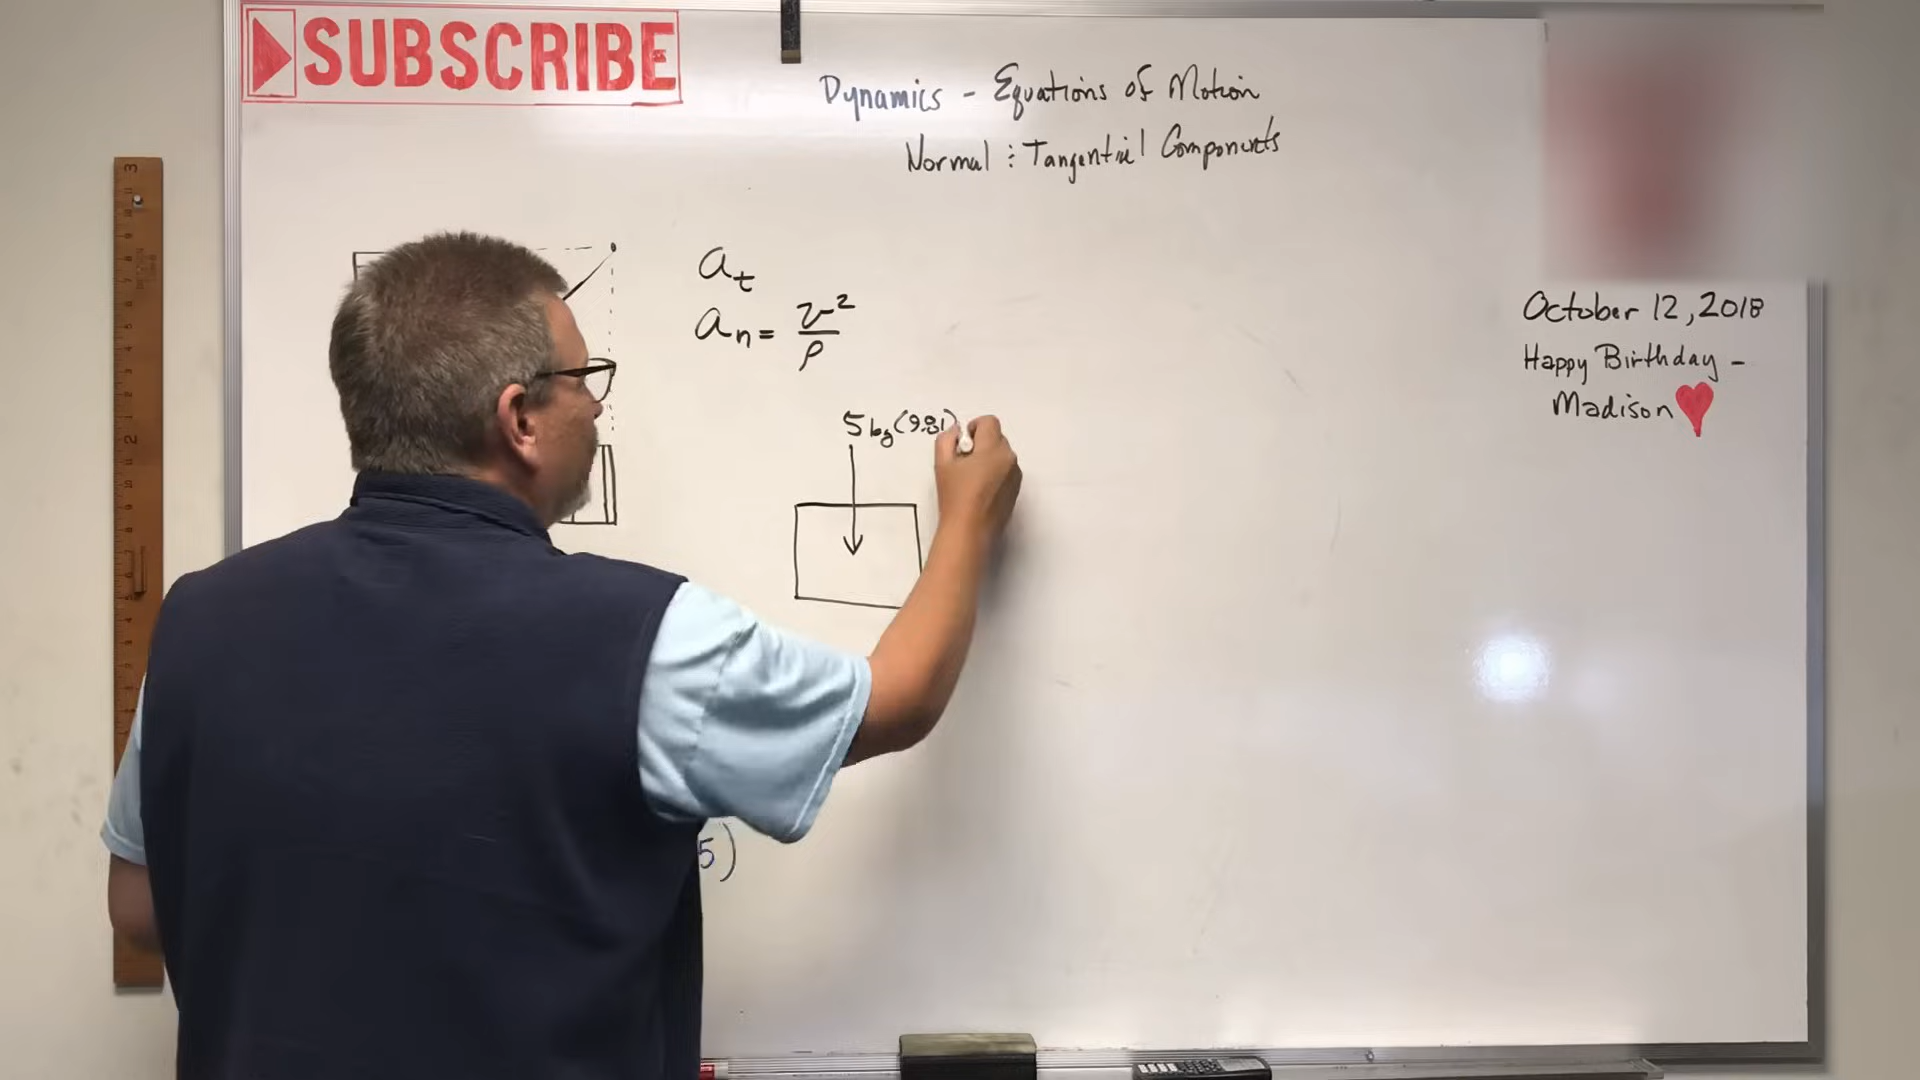 SUBSCRIBE
Dynamics - Equations of Motion
Normal : Tangential Components
a_t
a_n = v²/ρ
5 kg (9.81)
5)
October 12, 2018
Happy Birthday -
Madison